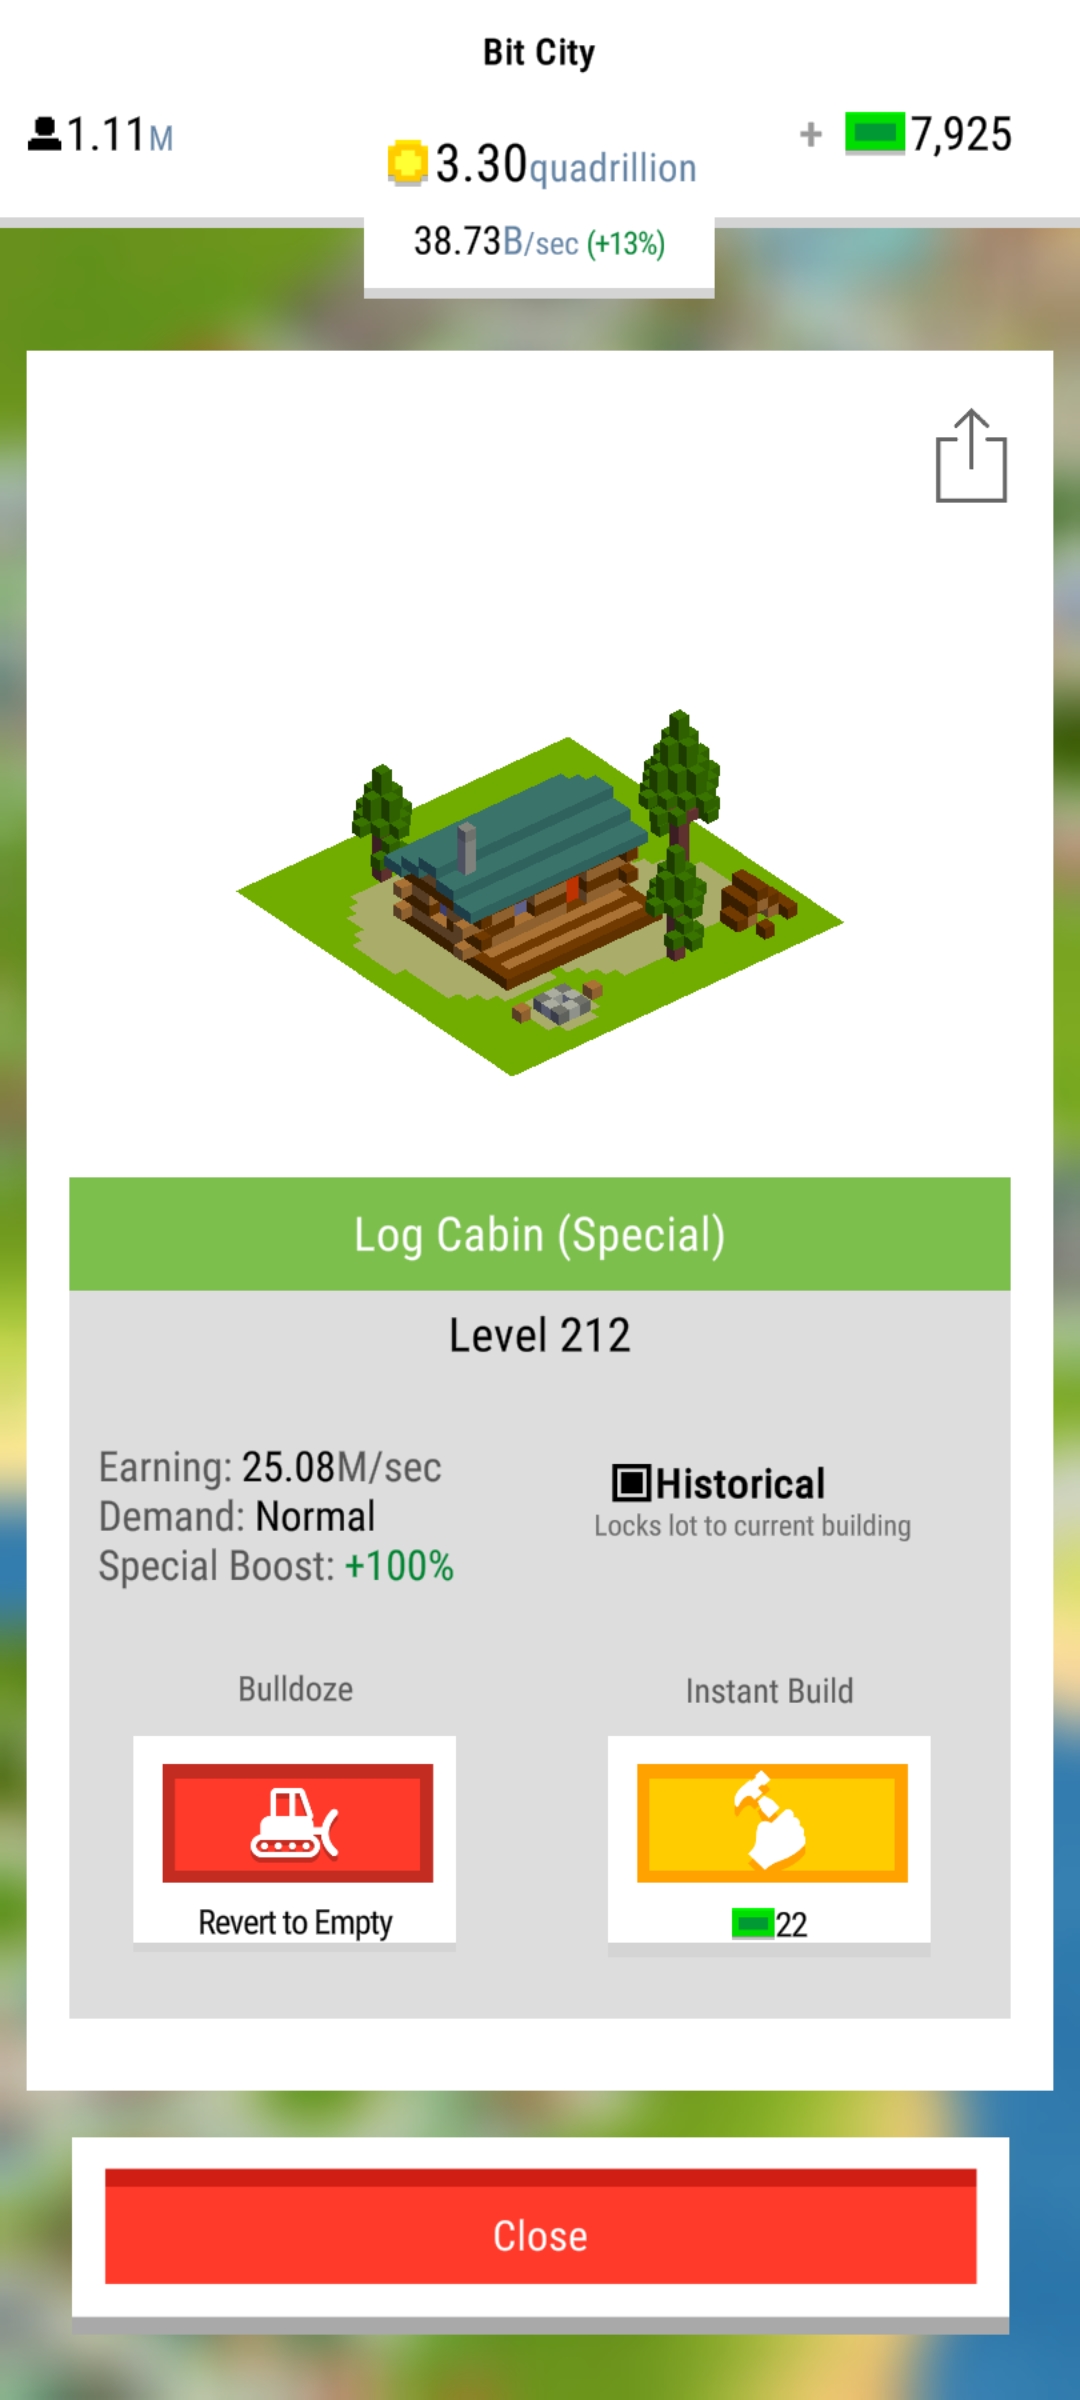 Bit City
1.11M
3.30quadrillion
+ 7,925
38.73B/sec (+13%)
Log Cabin (Special)
Level 212
Earning: 25.08M/sec
Demand: Normal
Special Boost: +100%
Historical
Locks lot to current building
Bulldoze
Instant Build
Revert to Empty
22
Close